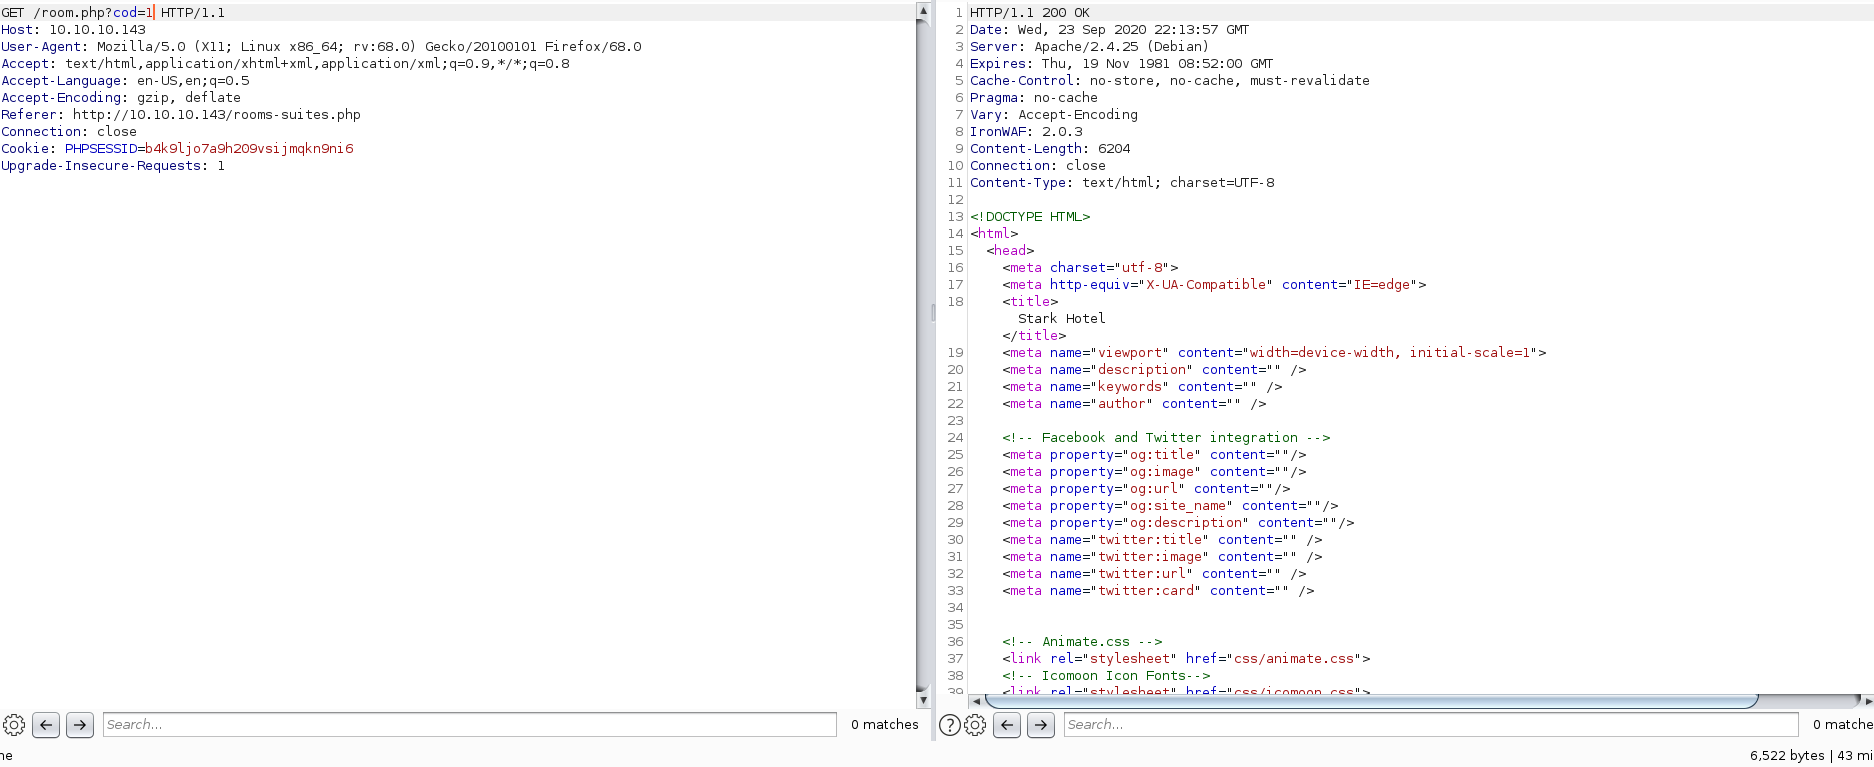 GET /room.php?cod=1 HTTP/1.1
Host: 10.10.10.143
User-Agent: Mozilla/5.0 (X11; Linux x86_64; rv:68.0) Gecko/20100101 Firefox/68.0
Accept: text/html,application/xhtml+xml,application/xml;q=0.9,*/*;q=0.8
Accept-Language: en-US,en;q=0.5
Accept-Encoding: gzip, deflate
Referer: http://10.10.10.143/rooms-suites.php
Connection: close
Cookie: PHPSESSID=b4k9ljo7a9h209vsijmqkn9ni6
Upgrade-Insecure-Requests: 1
Search...
0 matches
1 HTTP/1.1 200 OK
2 Date: Wed, 23 Sep 2020 22:13:57 GMT
3 Server: Apache/2.4.25 (Debian)
4 Expires: Thu, 19 Nov 1981 08:52:00 GMT
5 Cache-Control: no-store, no-cache, must-revalidate
6 Pragma: no-cache
7 Vary: Accept-Encoding
8 IronWAF: 2.0.3
9 Content-Length: 6204
10 Connection: close
11 Content-Type: text/html; charset=UTF-8
12
13 <!DOCTYPE HTML>
14 <html>
15 <head>
16 <meta charset="utf-8">
17 <meta http-equiv="X-UA-Compatible" content="IE=edge">
18 <title>
Stark Hotel
</title>
19 <meta name="viewport" content="width=device-width, initial-scale=1">
20 <meta name="description" content="" />
21 <meta name="keywords" content="" />
22 <meta name="author" content="" />
23
24 <!-- Facebook and Twitter integration -->
25 <meta property="og:title" content=""/>
26 <meta property="og:image" content=""/>
27 <meta property="og:url" content=""/>
28 <meta property="og:site_name" content=""/>
29 <meta property="og:description" content=""/>
30 <meta name="twitter:title" content="" />
31 <meta name="twitter:image" content="" />
32 <meta name="twitter:url" content="" />
33 <meta name="twitter:card" content="" />
34
35
36 <!-- Animate.css -->
37 <link rel="stylesheet" href="css/animate.css">
38 <!-- Icomoon Icon Fonts-->
39 <link rel="stylesheet" href="css/icomoon.css">
?
Search...
0 matche
ne
6,522 bytes | 43 mi